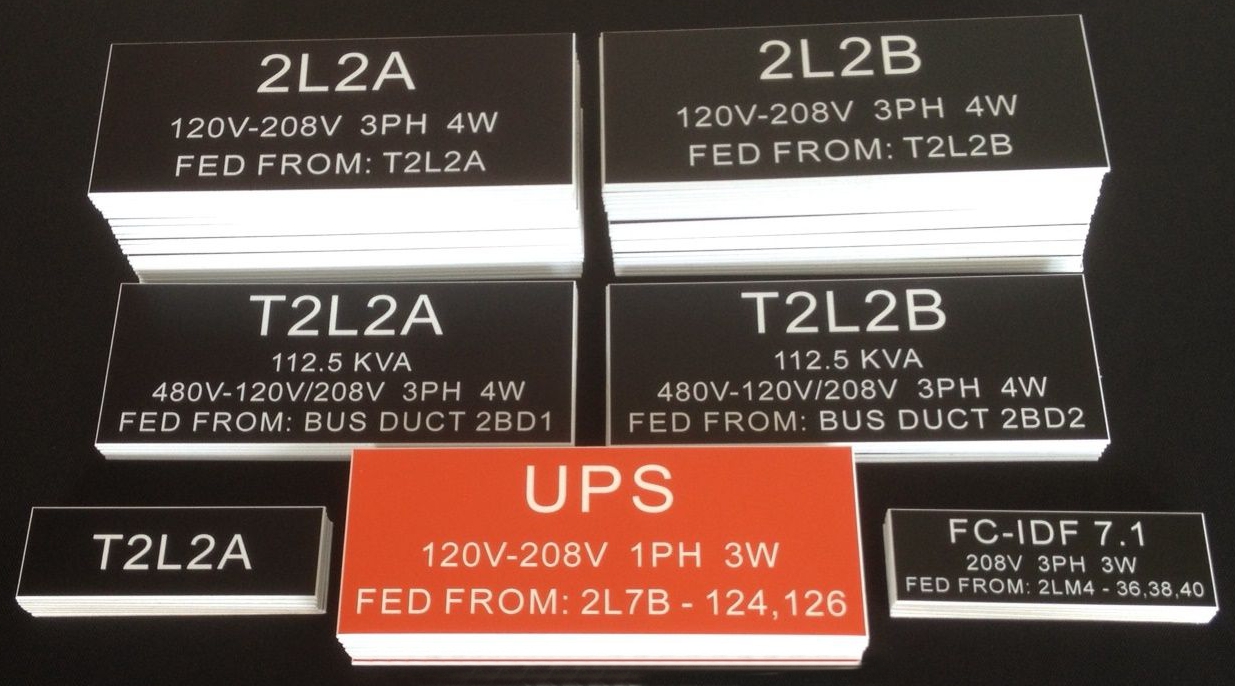 2L2A
120V-208V 3PH 4W
FED FROM: T2L2A
2L2B
120V-208V 3PH 4W
FED FROM: T2L2B
T2L2A
112.5 KVA
480V-120V/208V 3PH 4W
FED FROM: BUS DUCT 2BD1
T2L2B
112.5 KVA
480V-120V/208V 3PH 4W
FED FROM: BUS DUCT 2BD2
T2L2A
UPS
120V-208V 1PH 3W
FED FROM: 2L7B - 124,126
FC-IDF 7.1
208V 3PH 3W
FED FROM: 2LM4 - 36,38,40